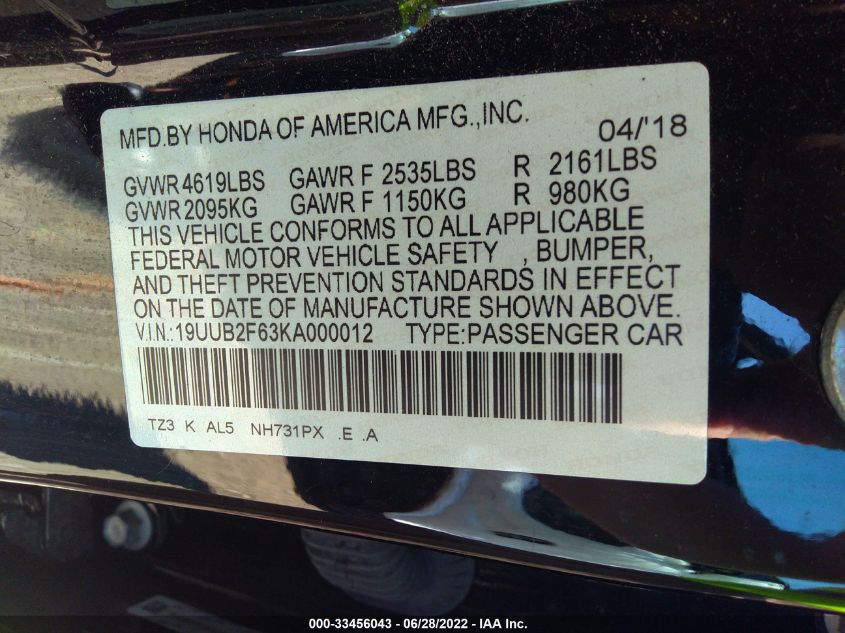 MFD.BY HONDA OF AMERICA MFG.,INC. 04/'18
GVWR 4619LBS GAWR F 2535LBS R 2161LBS
GVWR 2095KG GAWR F 1150KG R 980KG
THIS VEHICLE CONFORMS TO ALL APPLICABLE
FEDERAL MOTOR VEHICLE SAFETY , BUMPER,
AND THEFT PREVENTION STANDARDS IN EFFECT
ON THE DATE OF MANUFACTURE SHOWN ABOVE.
V.I.N.:19UUB2F63KA000012 TYPE:PASSENGER CAR
TZ3 K AL5 NH731PX .E .A
000-33456043 - 06/28/2022 - IAA Inc.